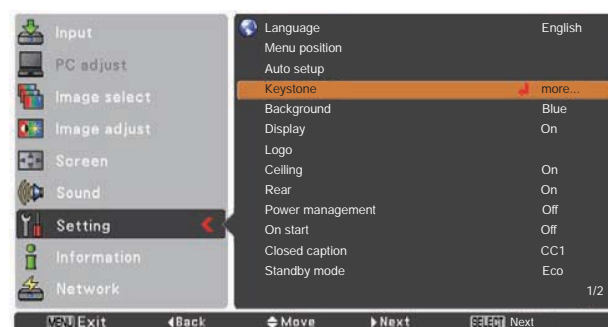 Input
PC adjust
Image select
Image adjust
Screen
Sound
Setting
Information
Network
Language English
Menu position
Auto setup
Keystone more...
Background Blue
Display On
Logo
Ceiling On
Rear On
Power management Off
On start Off
Closed caption CC1
Standby mode Eco
1/2
MENU Exit Back Move Next SELECT Next